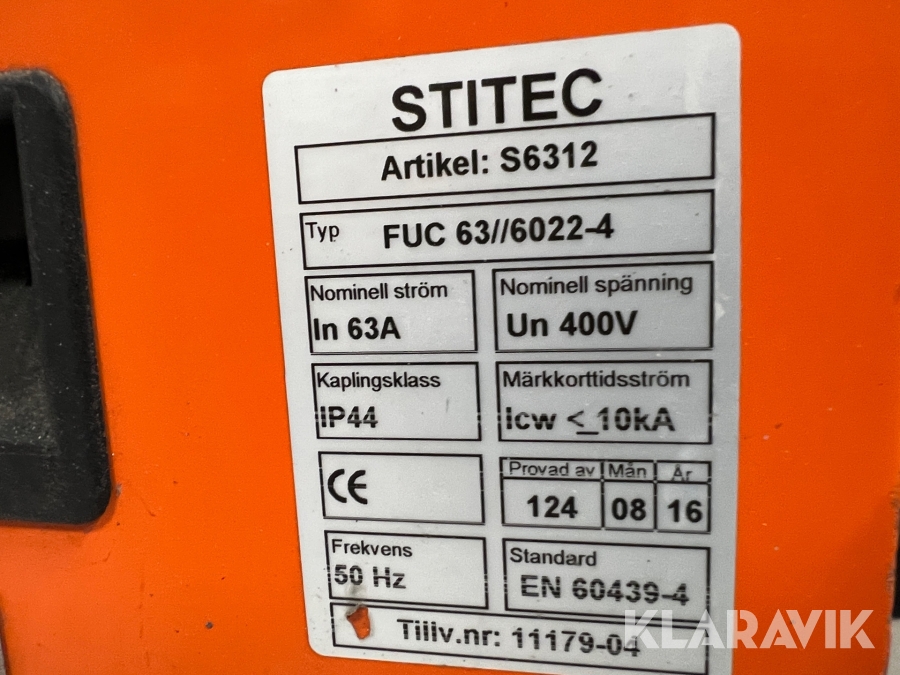 STITEC
Artikel: S6312
Typ FUC 63//6022-4
Nominell ström Nominell spänning
In 63A Un 400V
Kaplingsklass Märkkorttidsström
IP44 Icw <_10kA
CE Provad av Mån År
124 08 16
Frekvens Standard
50 Hz EN 60439-4
Tillv.nr: 11179-04
KLARAVIK